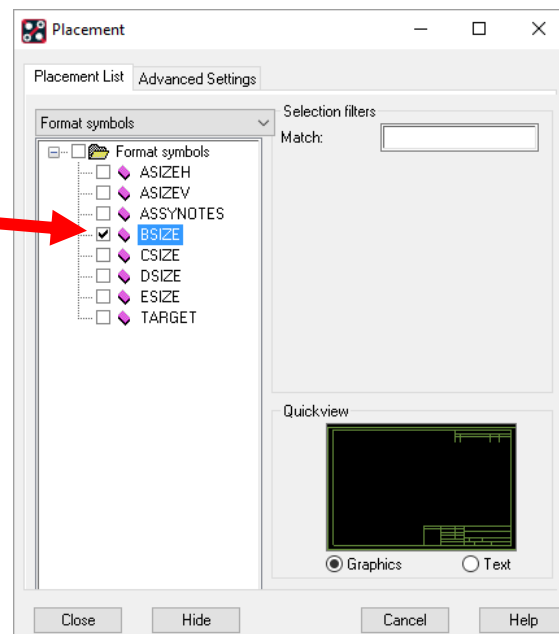 Placement
Placement List Advanced Settings
Format symbols
Selection filters
Match:
Format symbols
ASIZEH
ASIZEV
ASSYNOTES
BSIZE
CSIZE
DSIZE
ESIZE
TARGET
Quickview
Graphics Text
Close Hide Cancel Help